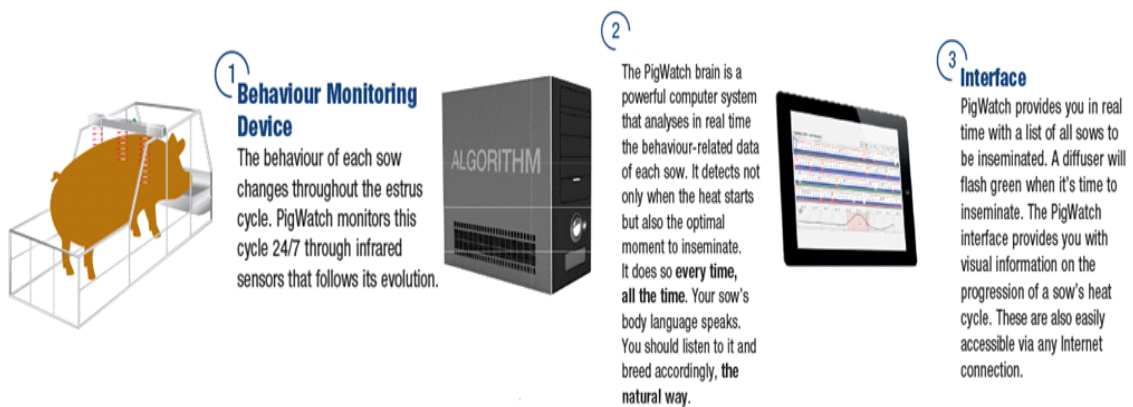 1
Behaviour Monitoring
Device
The behaviour of each sow
changes throughout the estrus
cycle. PigWatch monitors this
cycle 24/7 through infrared
sensors that follows its evolution.
ALGORITHM
2
The PigWatch brain is a
powerful computer system
that analyses in real time
the behaviour-related data
of each sow. It detects not
only when the heat starts
but also the optimal
moment to inseminate.
It does so every time,
all the time. Your sow's
body language speaks.
You should listen to it and
breed accordingly, the
natural way.
3
Interface
PigWatch provides you in real
time with a list of all sows to
be inseminated. A diffuser will
flash green when it's time to
inseminate. The PigWatch
interface provides you with
visual information on the
progression of a sow's heat
cycle. These are also easily
accessible via any Internet
connection.